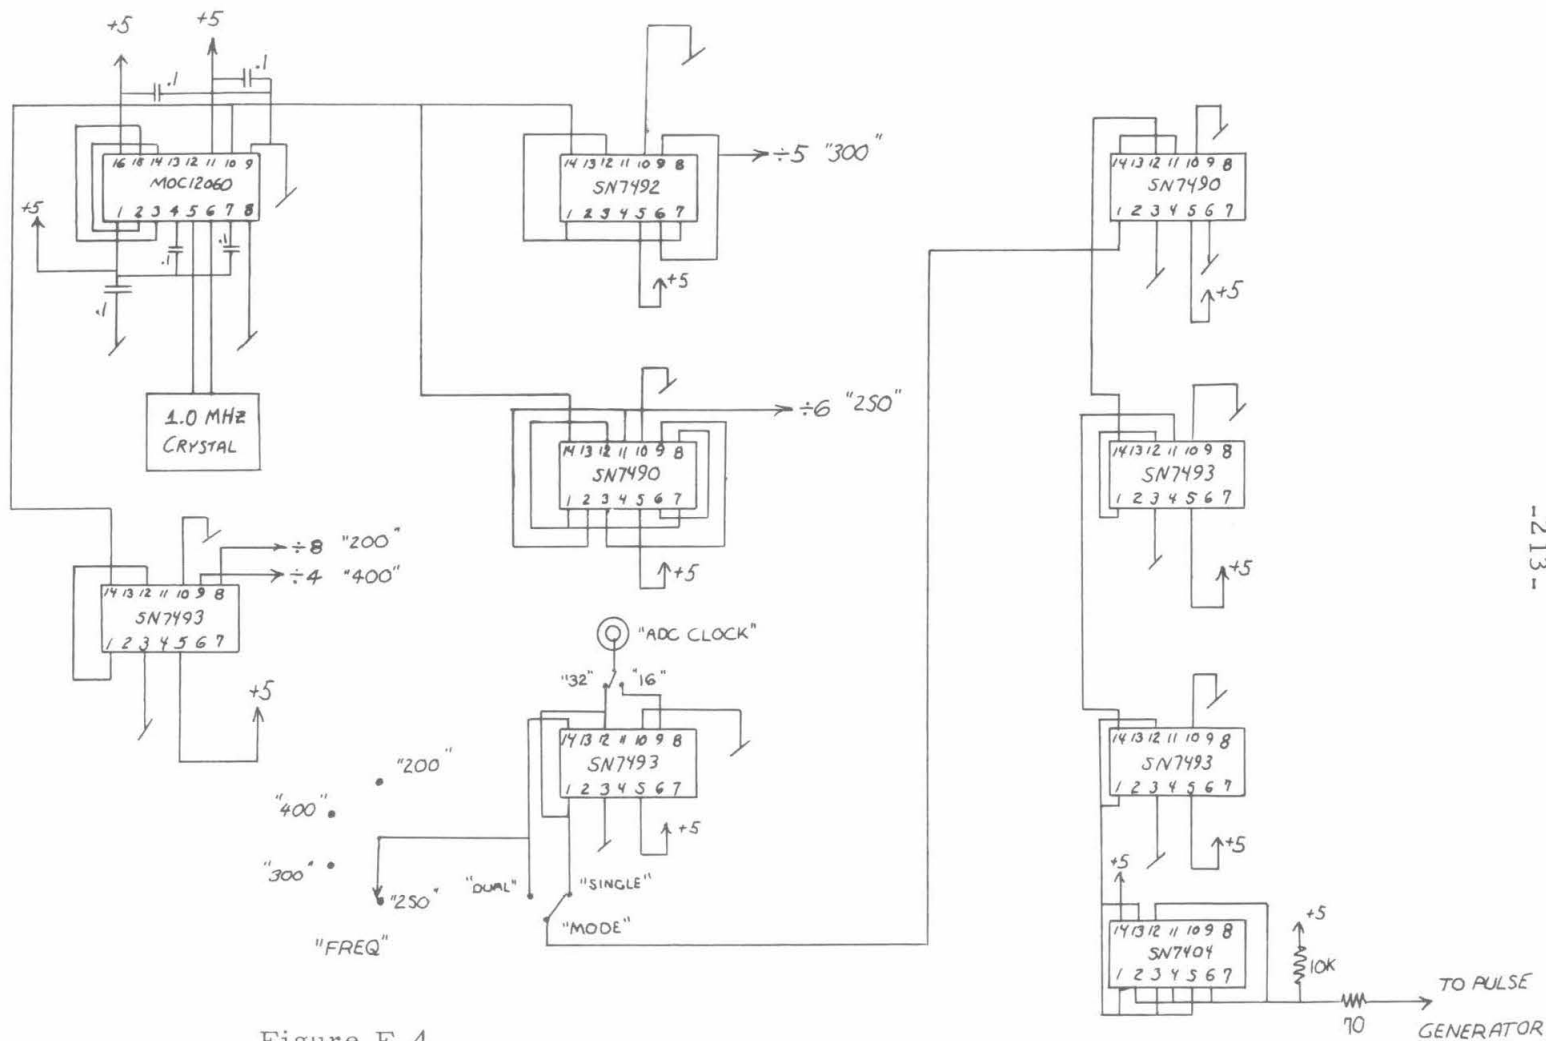 +5
+5
.1
.1
16 15 14 13 12 11 10 9
MOC12060
1 2 3 4 5 6 7 8
+5
.1
.1
.1
1.0 MHZ
CRYSTAL
14 13 12 11 10 9 8
SN7493
1 2 3 4 5 6 7
÷8 "200"
÷4 "400"
+5
14 13 12 11 10 9 8
SN7492
1 2 3 4 5 6 7
÷5 "300"
+5
14 13 12 11 10 9 8
SN7490
1 2 3 4 5 6 7
÷6 "250"
+5
"ADC CLOCK"
"32" "16"
14 13 12 11 10 9 8
SN7493
1 2 3 4 5 6 7
+5
"200"
"400"
"300"
"250"
"FREQ"
"DUAL"
"SINGLE"
"MODE"
14 13 12 11 10 9 8
SN7490
1 2 3 4 5 6 7
+5
14 13 12 11 10 9 8
SN7493
1 2 3 4 5 6 7
+5
14 13 12 11 10 9 8
SN7493
1 2 3 4 5 6 7
+5
+5
14 13 12 11 10 9 8
SN7404
1 2 3 4 5 6 7
+5
10K
70
TO PULSE
GENERATOR
-213-
Figure E.4